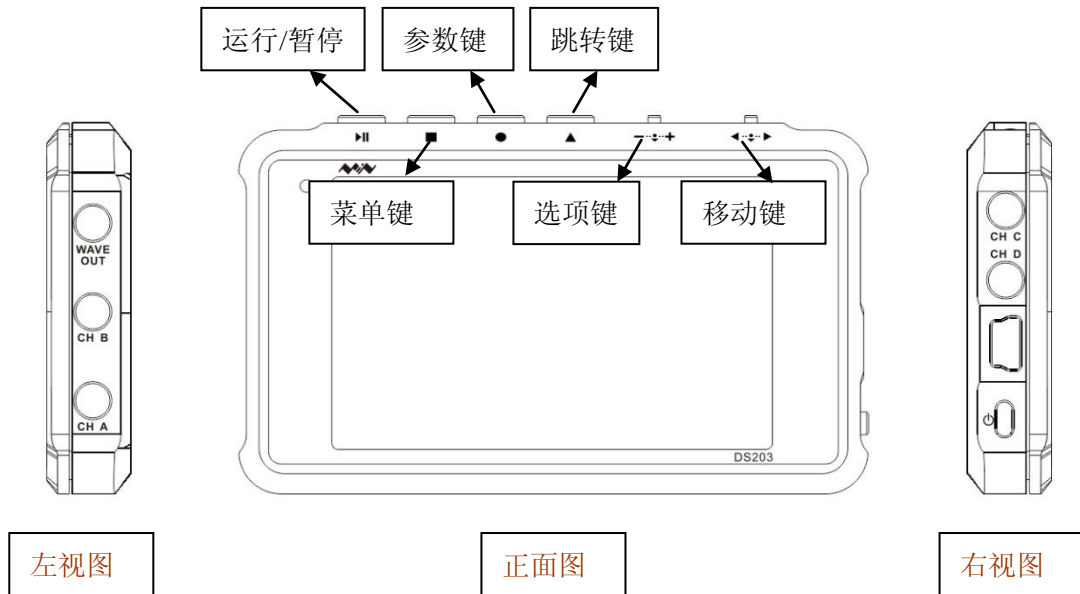 运行/暂停
参数键
跳转键
菜单键
选项键
移动键
WAVE
OUT
CH B
CH A
CH C
CH D
DS203
左视图
正面图
右视图